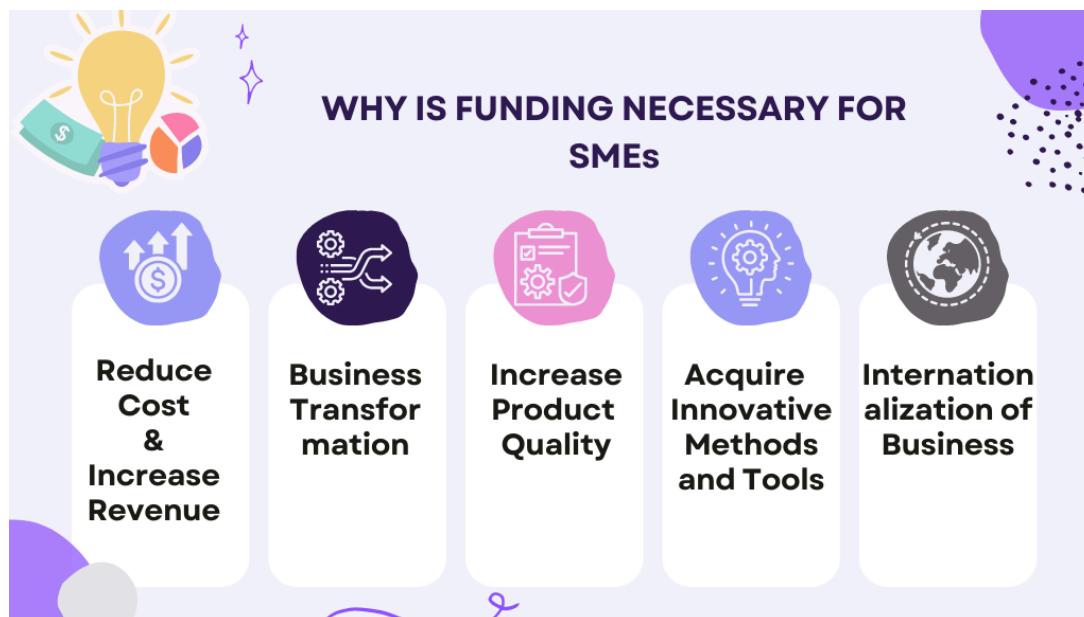 WHY IS FUNDING NECESSARY FOR
SMEs
$
$
Reduce
Cost
&
Increase
Revenue
Business
Transfor
mation
Increase
Product
Quality
Acquire
Innovative
Methods
and Tools
Internation
alization of
Business